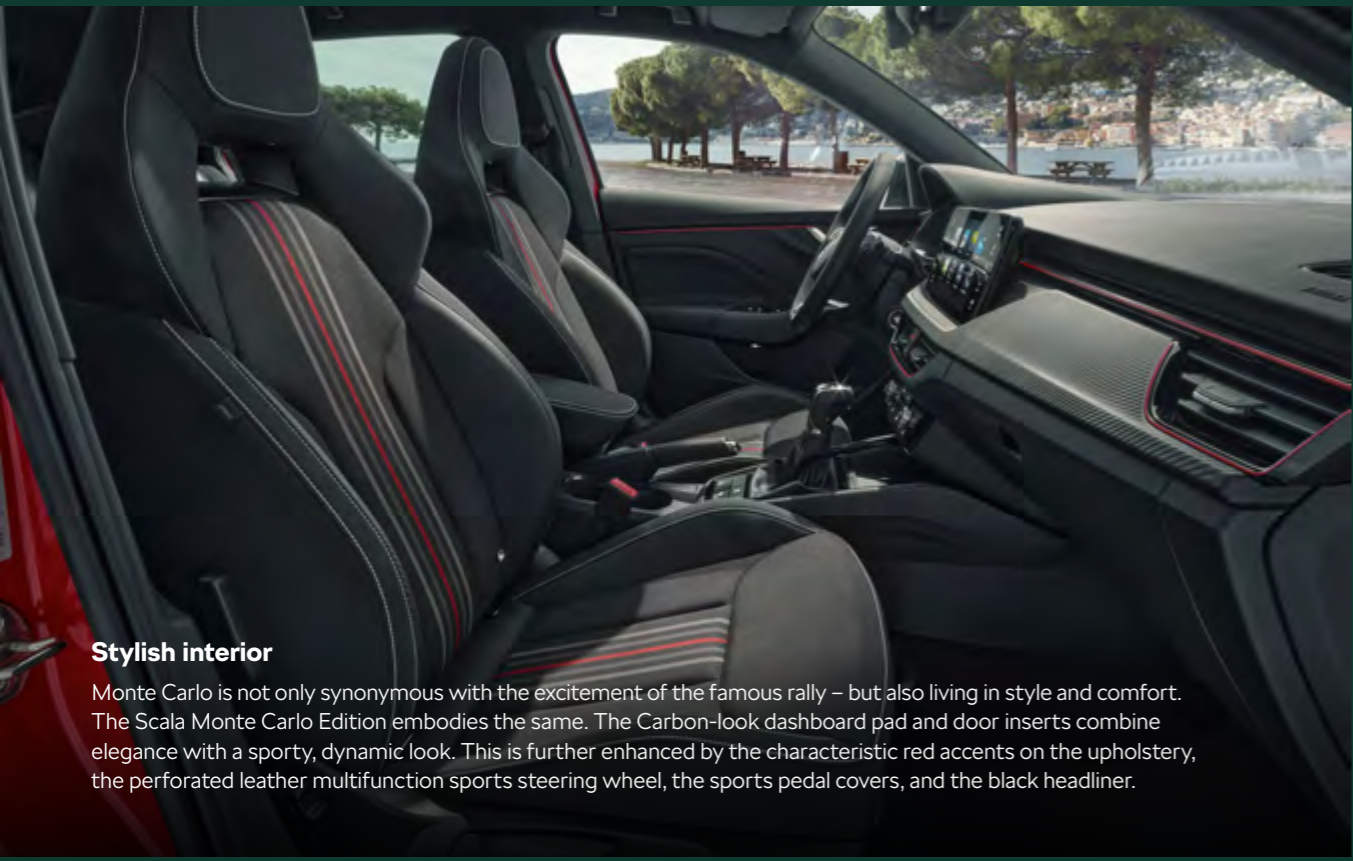 Stylish interior
Monte Carlo is not only synonymous with the excitement of the famous rally – but also living in style and comfort.
The Scala Monte Carlo Edition embodies the same. The Carbon-look dashboard pad and door inserts combine
elegance with a sporty, dynamic look. This is further enhanced by the characteristic red accents on the upholstery,
the perforated leather multifunction sports steering wheel, the sports pedal covers, and the black headliner.